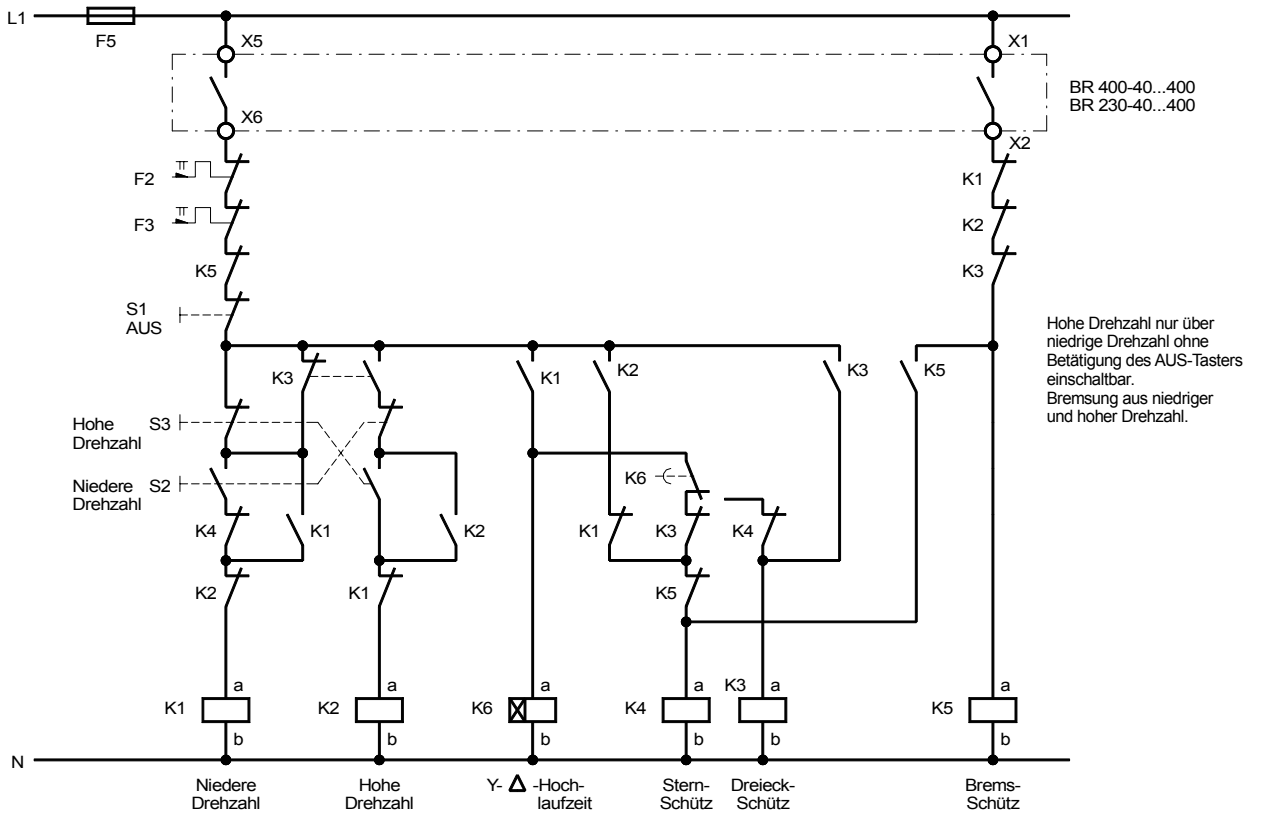 L1
F5
X5
X1
BR 400-40...400
BR 230-40...400
X6
X2
F2
K1
F3
K2
K5
K3
S1
AUS
Hohe Drehzahl nur über
niedrige Drehzahl ohne
Betätigung des AUS-Tasters
einschaltbar.
Bremsung aus niedriger
und hoher Drehzahl.
K3
K1
K2
K3
K5
Hohe
Drehzahl
S3
Niedere
Drehzahl
S2
K6
K4
K1
K2
K1
K3
K4
K2
K1
K5
K1
a
b
K2
a
b
K6
a
b
K4
a
b
K3
a
b
K5
a
b
N
Niedere
Drehzahl
Hohe
Drehzahl
Y- Δ -Hoch-
laufzeit
Stern-
Schütz
Dreieck-
Schütz
Brems-
Schütz